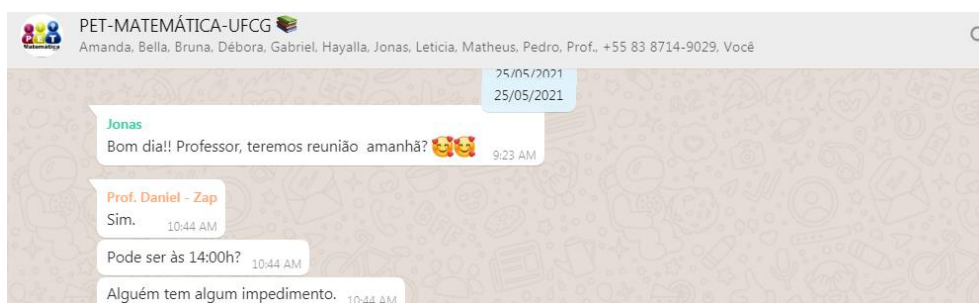 PET-MATEMÁTICA-UFCG
Amanda, Bella, Bruna, Débora, Gabriel, Hayalla, Jonas, Leticia, Matheus, Pedro, Prof., +55 83 8714-9029, Você
25/05/2021
25/05/2021
Jonas
Bom dia!! Professor, teremos reunião amanhã?
9:23 AM
Prof. Daniel - Zap
Sim.
10:44 AM
Pode ser às 14:00h?
10:44 AM
Alguém tem algum impedimento.
10:44 AM